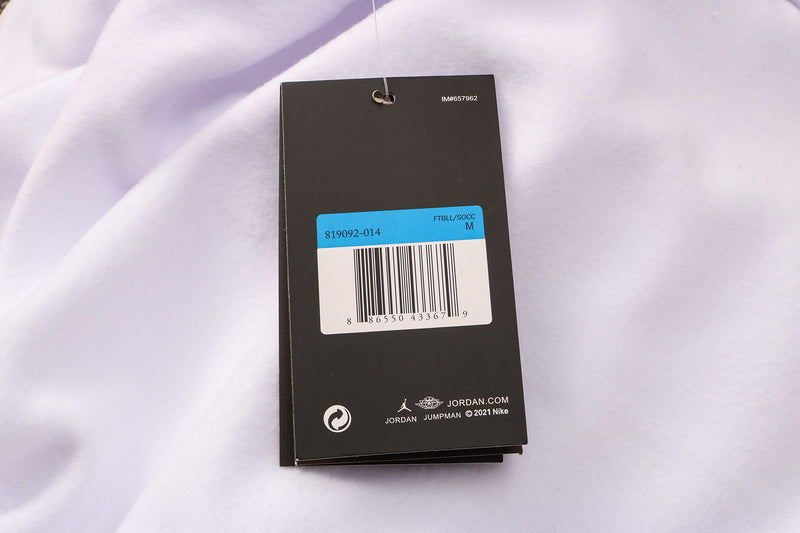 IM#657962
FTBLL/SOCC
819092-014
M
8 86550 43367 9
JORDAN.COM
JORDAN JUMPMAN © 2021 Nike